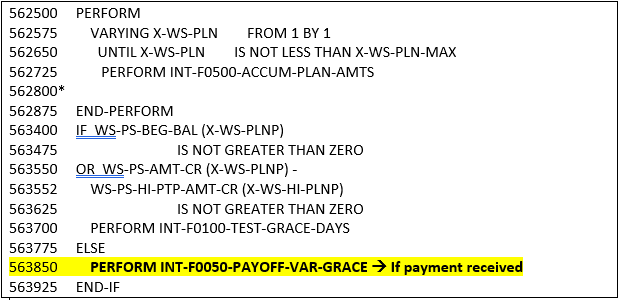 562500 PERFORM
562575 VARYING X-WS-PLN FROM 1 BY 1
562650 UNTIL X-WS-PLN IS NOT LESS THAN X-WS-PLN-MAX
562725 PERFORM INT-F0500-ACCUM-PLAN-AMTS
562800*
562875 END-PERFORM
563400 IF WS-PS-BEG-BAL (X-WS-PLNP)
563475 IS NOT GREATER THAN ZERO
563550 OR WS-PS-AMT-CR (X-WS-PLNP) -
563552 WS-PS-HI-PTP-AMT-CR (X-WS-HI-PLNP)
563625 IS NOT GREATER THAN ZERO
563700 PERFORM INT-F0100-TEST-GRACE-DAYS
563775 ELSE
563850 PERFORM INT-F0050-PAYOFF-VAR-GRACE → If payment received
563925 END-IF